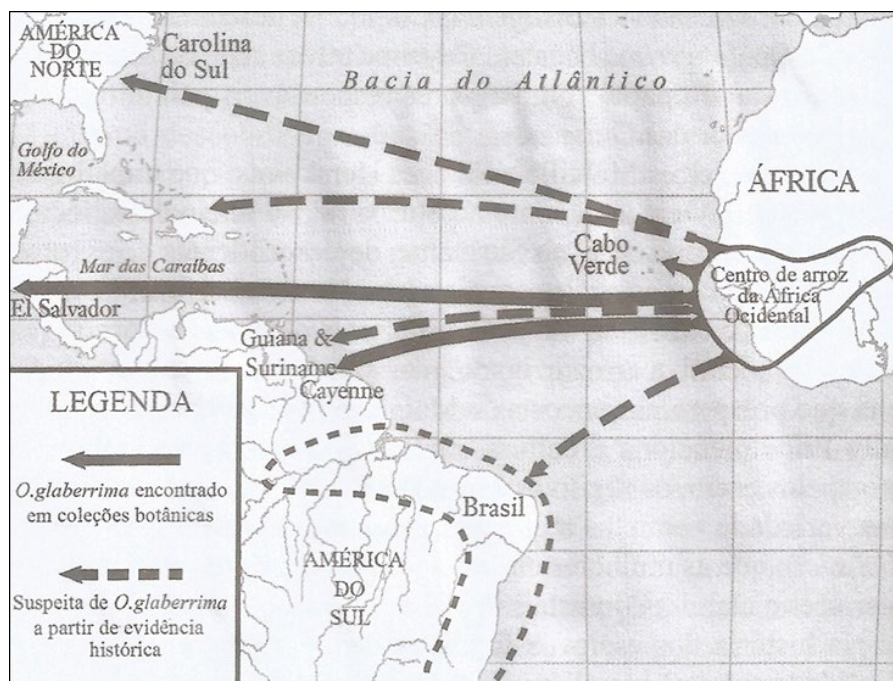 AMÉRICA
DO
NORTE
Carolina
do Sul
Bacia do Atlântico
Golfo do
México
ÁFRICA
Cabo
Verde
Centro de arroz
da África
Ocidental
Mar das Caraíbas
El Salvador
Guiana &
Suriname
Cayenne
Brasil
AMÉRICA
DO
SUL
LEGENDA
O.glaberrima encontrado
em coleções botânicas
Suspeita de O.glaberrima
a partir de evidência
histórica